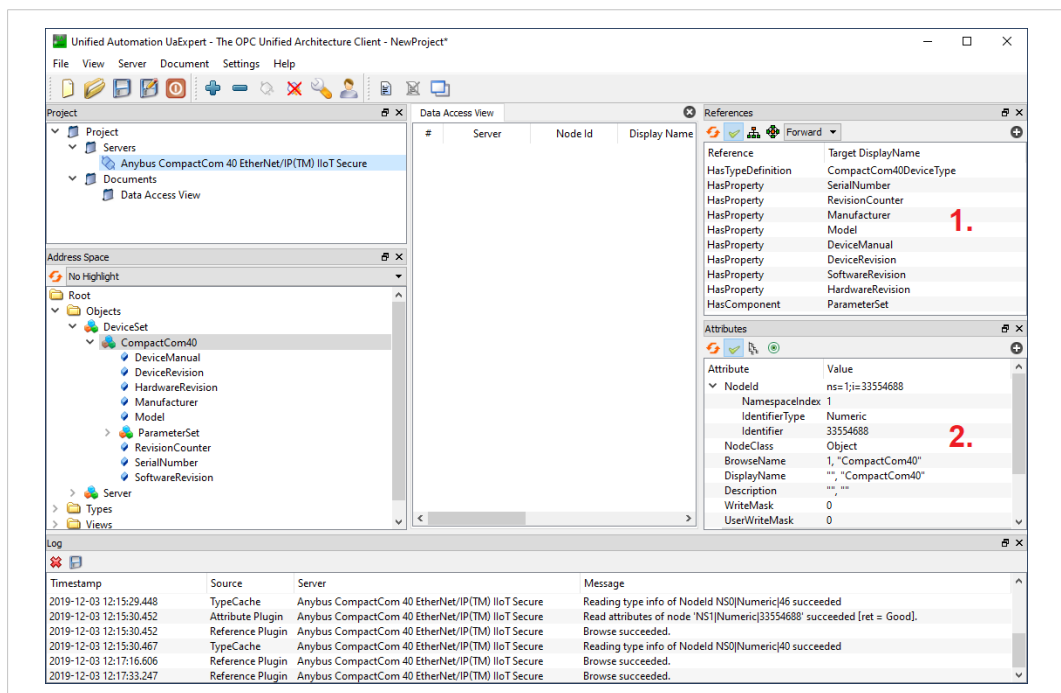 Unified Automation UaExpert - The OPC Unified Architecture Client - NewProject*
File View Server Document Settings Help
Project
Project
Servers
Anybus CompactCom 40 EtherNet/IP(TM) IIoT Secure
Documents
Data Access View
Address Space
No Highlight
Root
Objects
DeviceSet
CompactCom40
DeviceManual
DeviceRevision
HardwareRevision
Manufacturer
Model
ParameterSet
RevisionCounter
SerialNumber
SoftwareRevision
Server
Types
Views
Data Access View
# Server Node Id Display Name
References
Forward
Reference Target DisplayName
HasTypeDefinition CompactCom40DeviceType
HasProperty SerialNumber
HasProperty RevisionCounter
HasProperty Manufacturer
HasProperty Model
HasProperty DeviceManual
HasProperty DeviceRevision
HasProperty SoftwareRevision
HasProperty HardwareRevision
HasComponent ParameterSet
1.
Attributes
Attribute Value
NodeId ns=1;i=33554688
NamespaceIndex 1
IdentifierType Numeric
Identifier 33554688
NodeClass Object
BrowseName 1, "CompactCom40"
DisplayName "", "CompactCom40"
Description "", ""
WriteMask 0
UserWriteMask 0
2.
Log
Timestamp Source Server Message
2019-12-03 12:15:29.448 TypeCache Anybus CompactCom 40 EtherNet/IP(TM) IIoT Secure Reading type info of NodeId NS0|Numeric|46 succeeded
2019-12-03 12:15:30.452 Attribute Plugin Anybus CompactCom 40 EtherNet/IP(TM) IIoT Secure Read attributes of node 'NS1|Numeric|33554688' succeeded [ret = Good].
2019-12-03 12:15:30.452 Reference Plugin Anybus CompactCom 40 EtherNet/IP(TM) IIoT Secure Browse succeeded.
2019-12-03 12:15:30.467 TypeCache Anybus CompactCom 40 EtherNet/IP(TM) IIoT Secure Reading type info of NodeId NS0|Numeric|40 succeeded
2019-12-03 12:17:16.606 Reference Plugin Anybus CompactCom 40 EtherNet/IP(TM) IIoT Secure Browse succeeded.
2019-12-03 12:17:33.247 Reference Plugin Anybus CompactCom 40 EtherNet/IP(TM) IIoT Secure Browse succeeded.